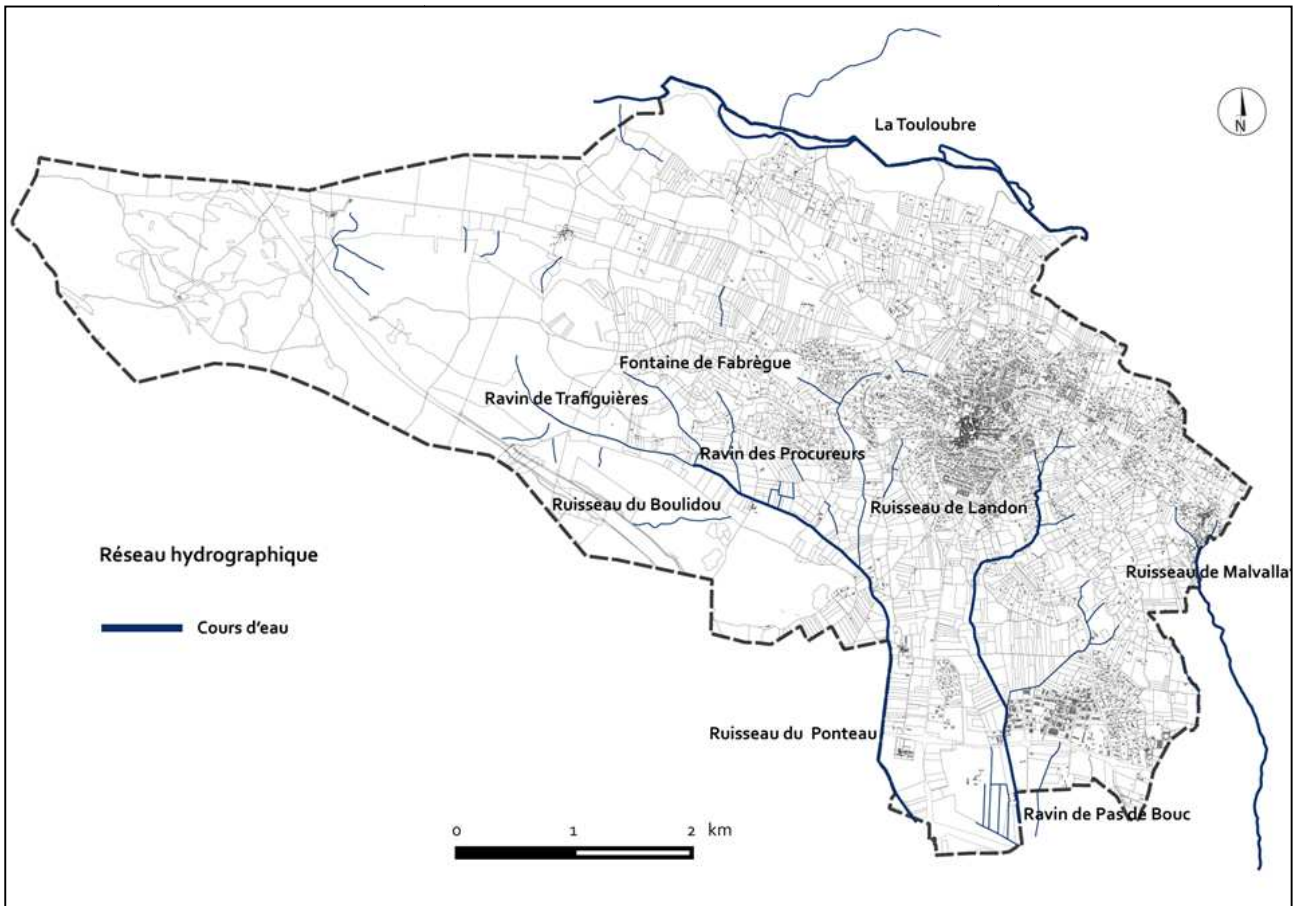 La Touloubre
N
Fontaine de Fabrègue
Ravin de Trafiguières
Ravin des Procureurs
Ruisseau du Boulidou
Ruisseau de Landon
Réseau hydrographique
Ruisseau de Malvallat
Cours d'eau
Ruisseau du Ponteau
Ravin de Pas de Bouc
0 1 2 km